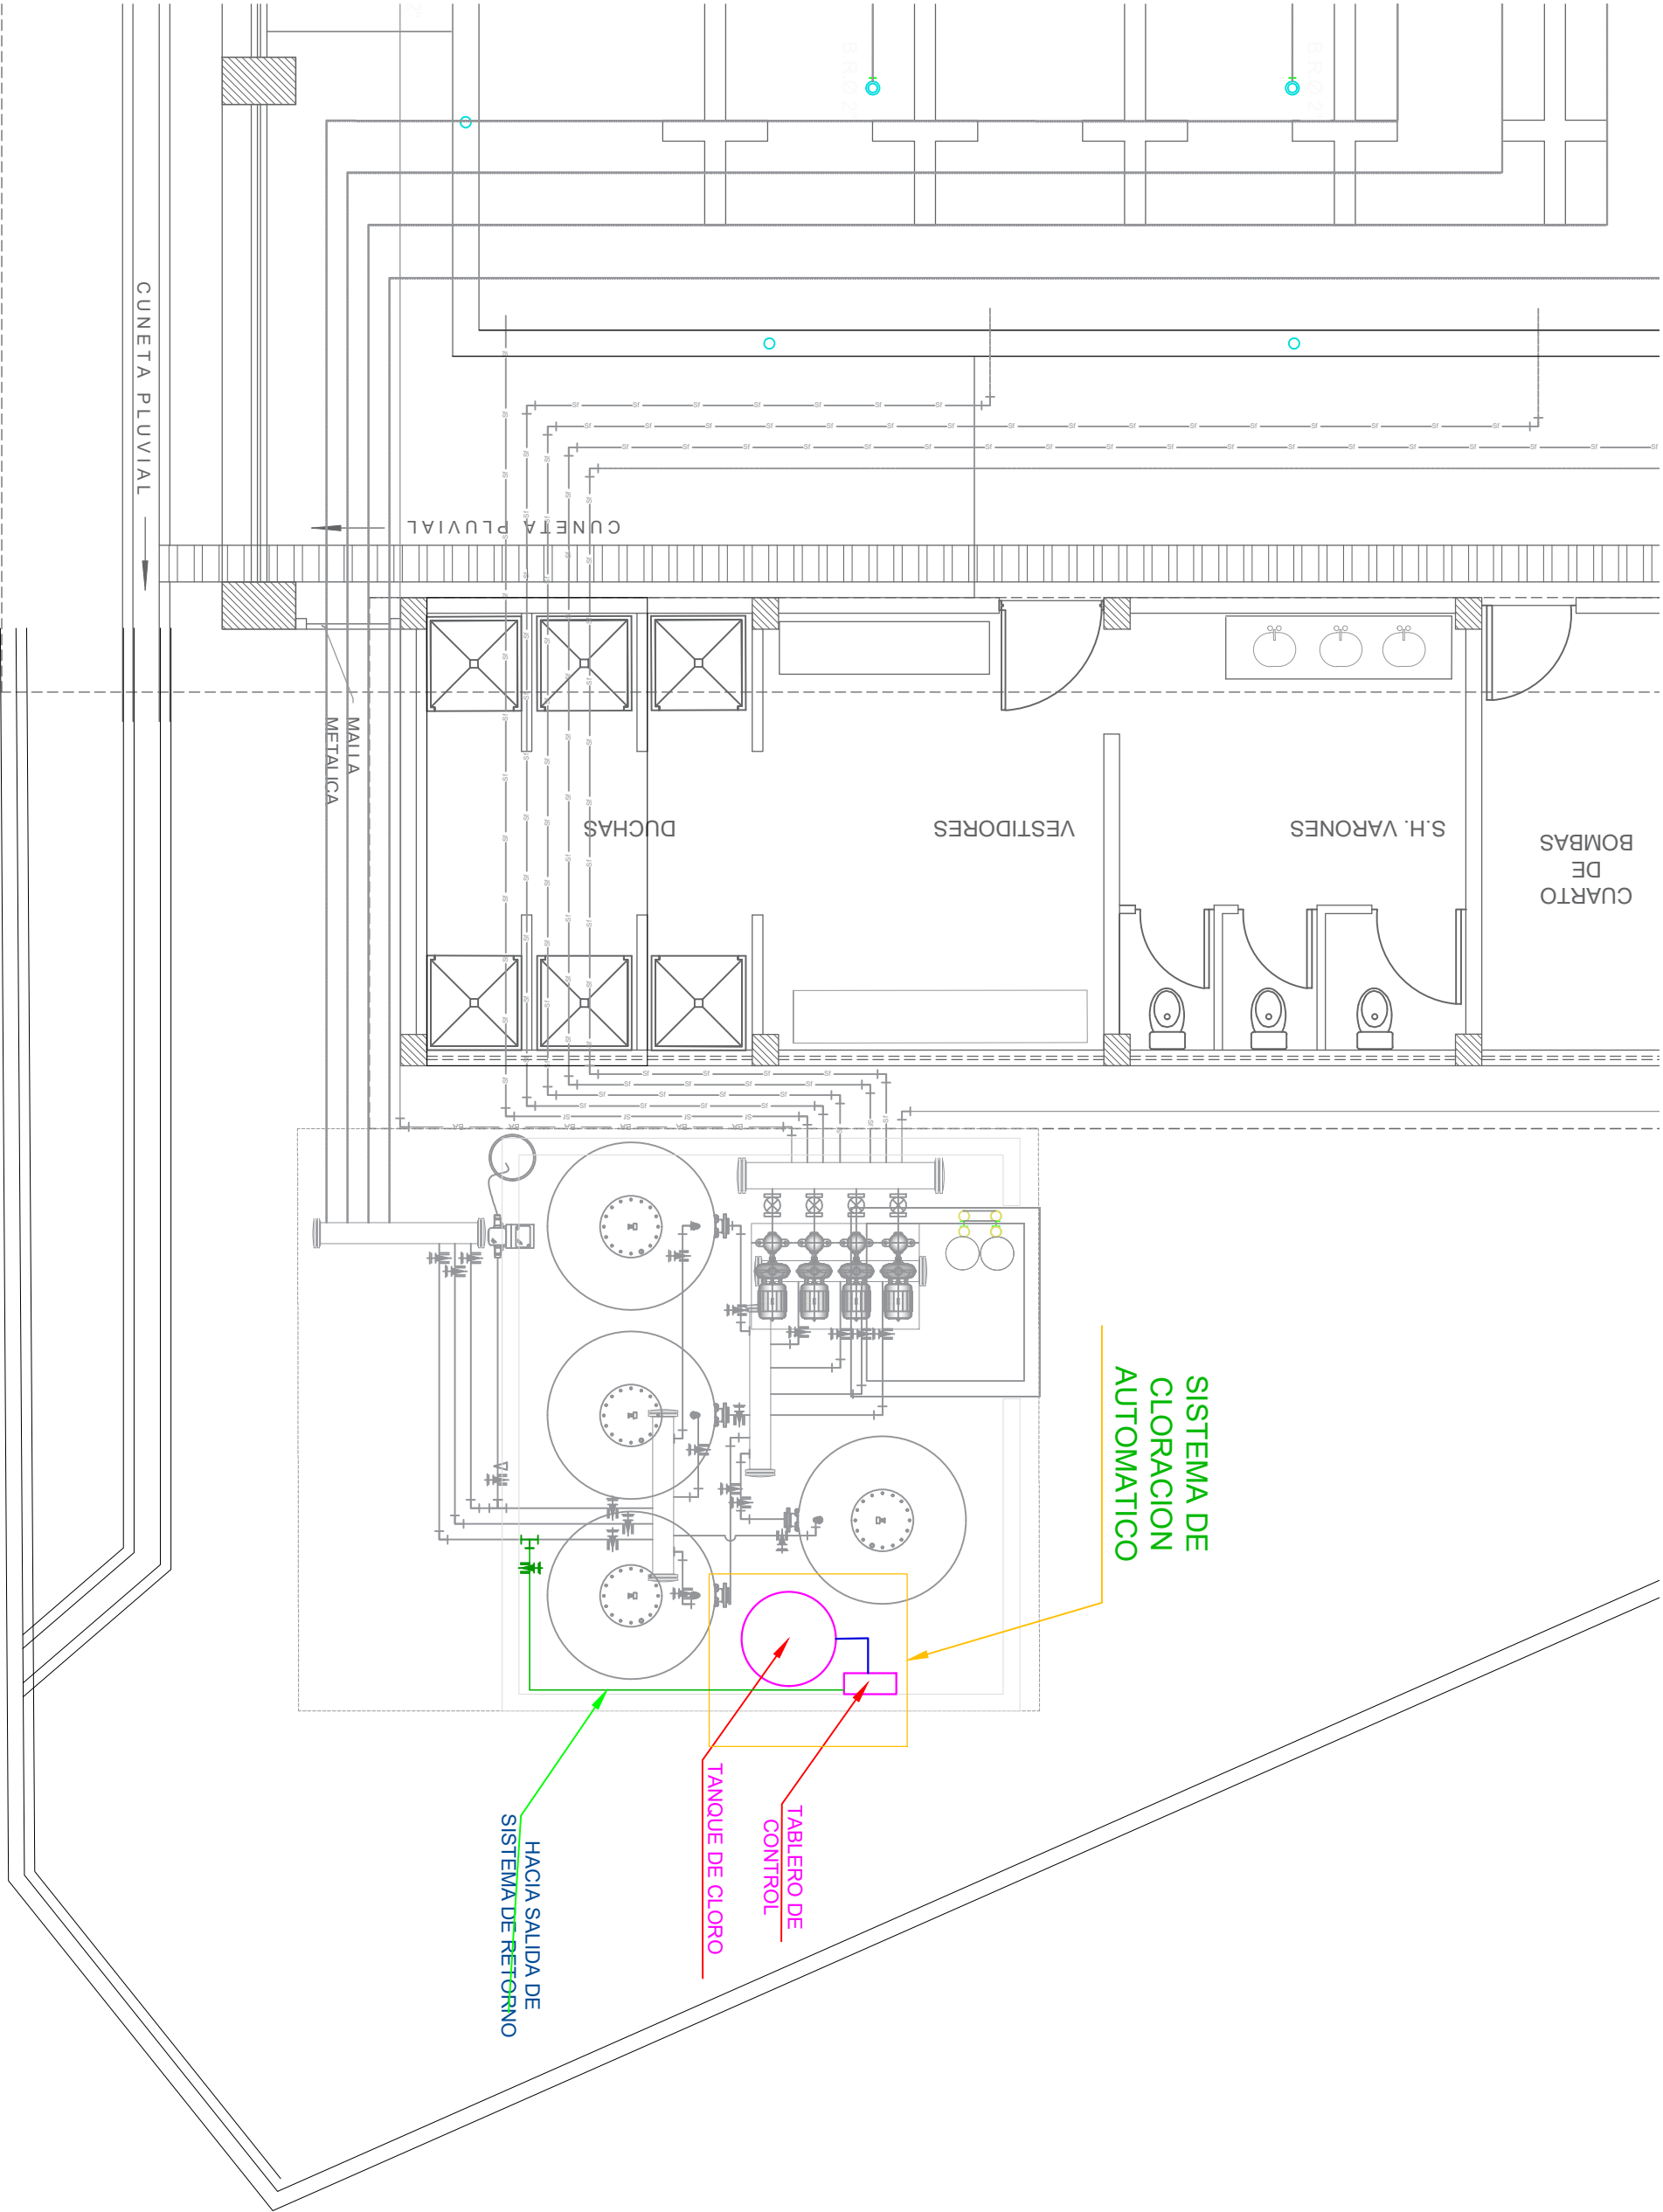 CUNETA PLUVIAL
CUNETA PLUVIAL
MALLA
METALICA
DUCHAS
VESTIDORES
S.H. VARONES
CUARTO
DE
BOMBAS
SISTEMA DE
CLORACION
AUTOMATICO
TABLERO DE
CONTROL
TANQUE DE CLORO
HACIA SALIDA DE
SISTEMA DE RETORNO